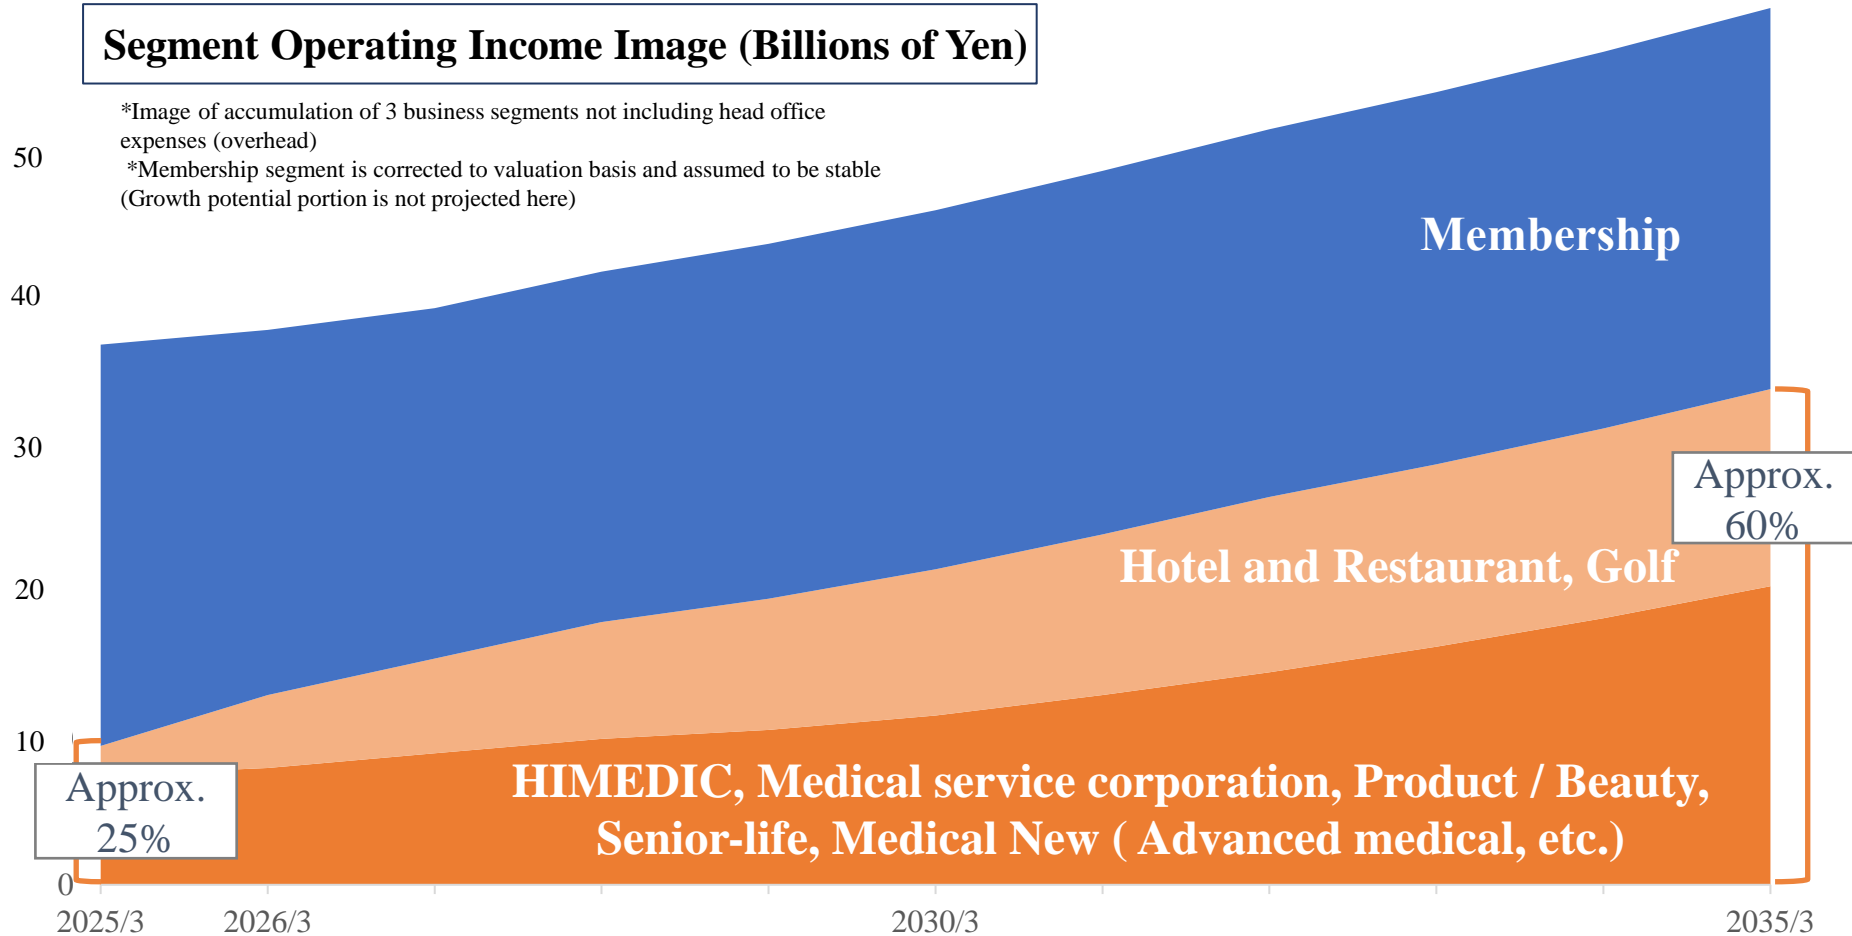 Segment Operating Income Image (Billions of Yen)
*Image of accumulation of 3 business segments not including head office
expenses (overhead)
*Membership segment is corrected to valuation basis and assumed to be stable
(Growth potential portion is not projected here)
50
40
30
20
10
0
Membership
Hotel and Restaurant, Golf
HIMEDIC, Medical service corporation, Product / Beauty,
Senior-life, Medical New ( Advanced medical, etc.)
Approx.
25%
Approx.
60%
2025/3
2026/3
2030/3
2035/3